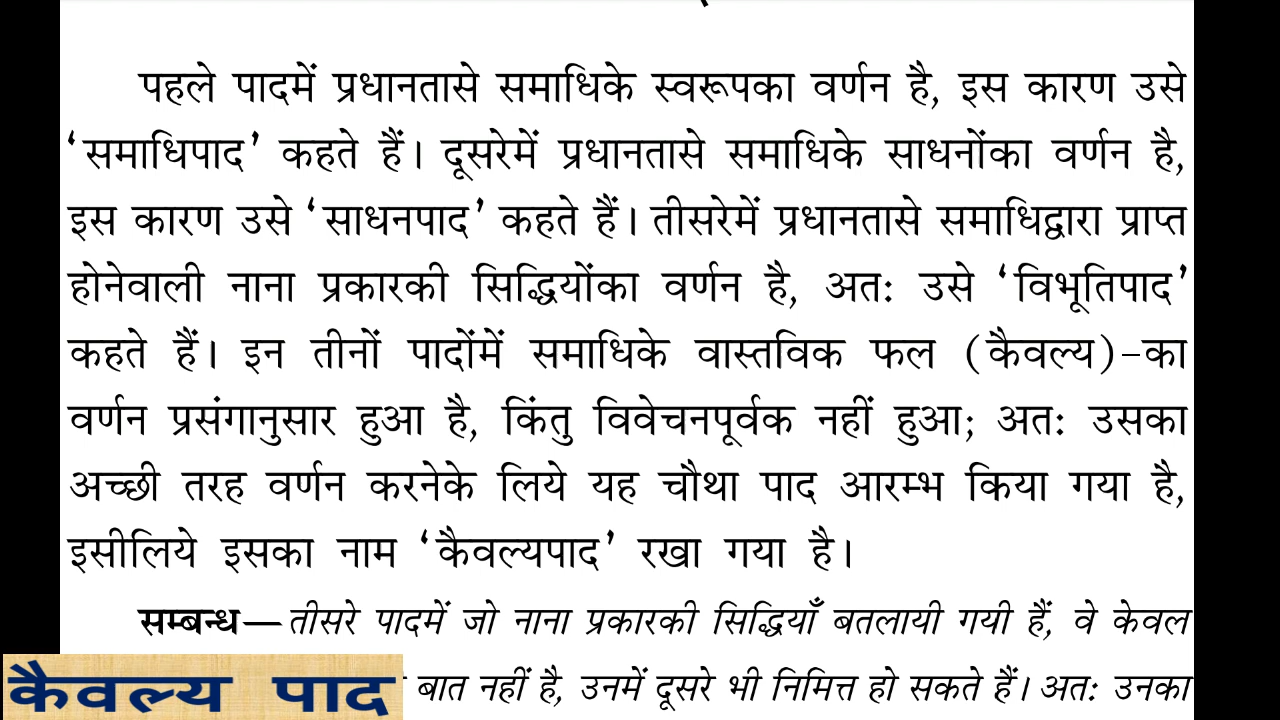 पहले पादमें प्रधानतासे समाधिके स्वरूपका वर्णन है, इस कारण उसे
‘समाधिपाद’ कहते हैं। दूसरेमें प्रधानतासे समाधिके साधनोंका वर्णन है,
इस कारण उसे ‘साधनपाद’ कहते हैं। तीसरेमें प्रधानतासे समाधिद्वारा प्राप्त
होनेवाली नाना प्रकारकी सिद्धियोंका वर्णन है, अतः उसे ‘विभूतिपाद’
कहते हैं। इन तीनों पादोंमें समाधिके वास्तविक फल (कैवल्य)-का
वर्णन प्रसंगानुसार हुआ है, किंतु विवेचनपूर्वक नहीं हुआ; अतः उसका
अच्छी तरह वर्णन करनेके लिये यह चौथा पाद आरम्भ किया गया है,
इसीलिये इसका नाम ‘कैवल्यपाद’ रखा गया है।
सम्बन्ध—तीसरे पादमें जो नाना प्रकारकी सिद्धियाँ बतलायी गयी हैं, वे केवल
बात नहीं है, उनमें दूसरे भी निमित्त हो सकते हैं। अतः उनका
कैवल्य पाद